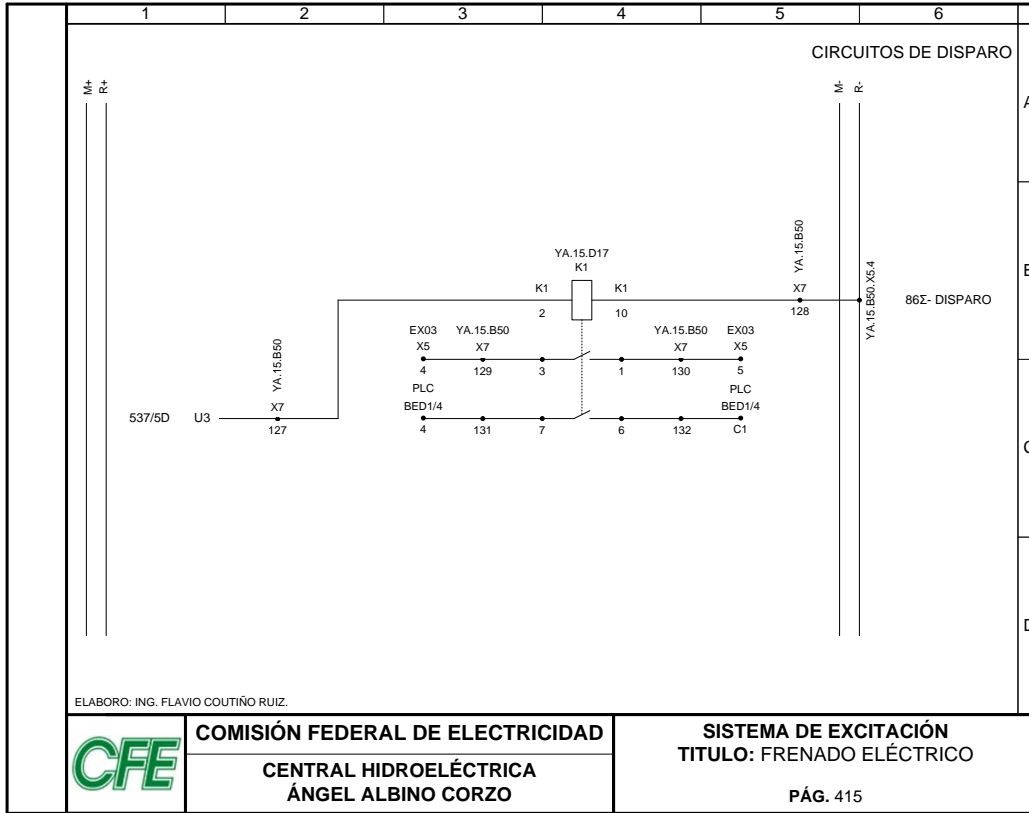 1 2 3 4 5 6
CIRCUITOS DE DISPARO
M+ R+
M- R-
A
YA.15.B50
YA.15.D17
K1
B
K1 K1 X7
2 10 128
YA.15.B50.X5.4
86Σ- DISPARO
EX03 YA.15.B50 YA.15.B50 EX03
X5 X7 X7 X5
4 129 3 1 130 5
YA.15.B50
PLC PLC
X7 BED1/4 BED1/4
537/5D U3
127 4 131 7 6 132 C1
C
D
ELABORO: ING. FLAVIO COUTIÑO RUIZ.
CFE
COMISIÓN FEDERAL DE ELECTRICIDAD
CENTRAL HIDROELÉCTRICA
ÁNGEL ALBINO CORZO
SISTEMA DE EXCITACIÓN
TITULO: FRENADO ELÉCTRICO
PÁG. 415